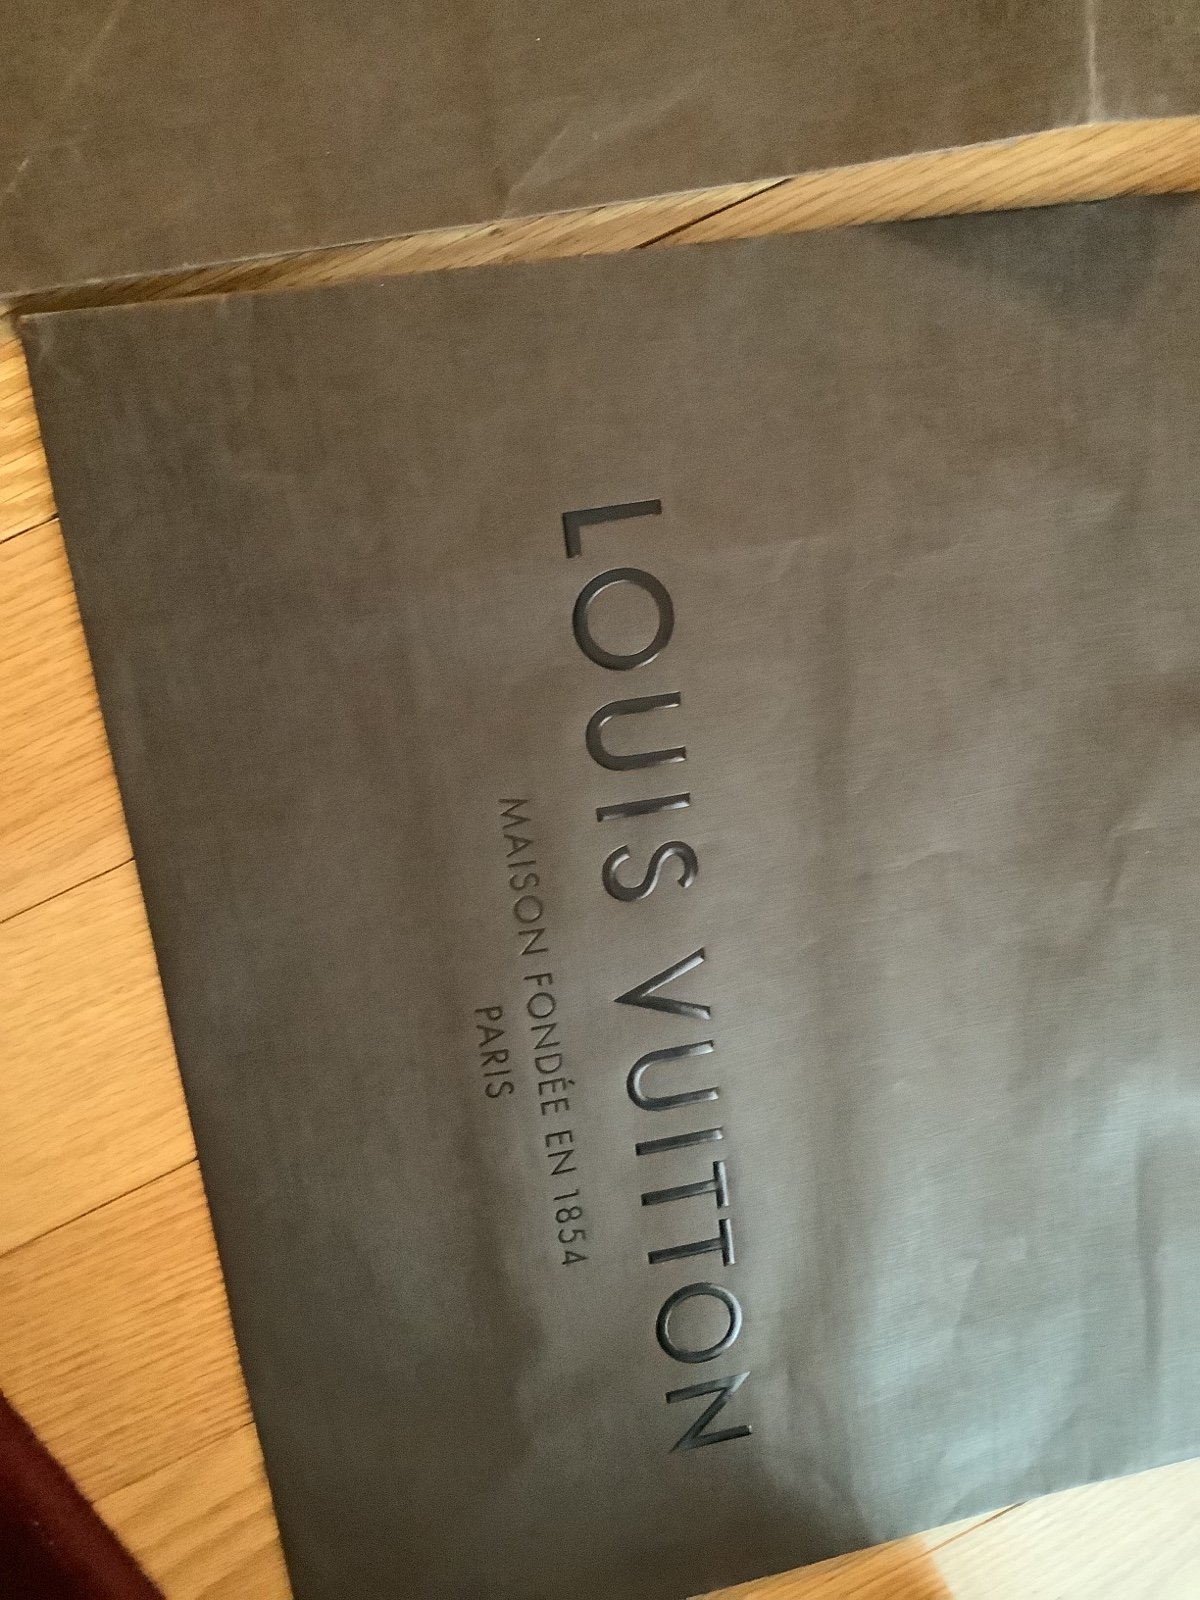 LOUIS VUITTON
MAISON FONDÉE EN 1854
PARIS